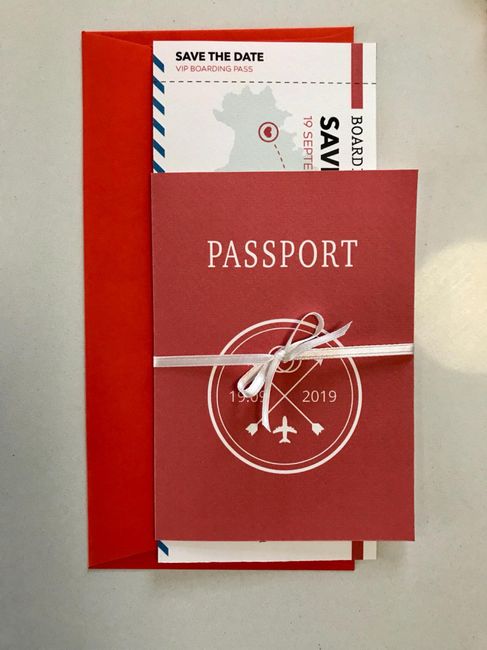 SAVE THE DATE
VIP BOARDING PASS
PASSPORT
19.09 2019
19 SEPTE
SAV
BOARD